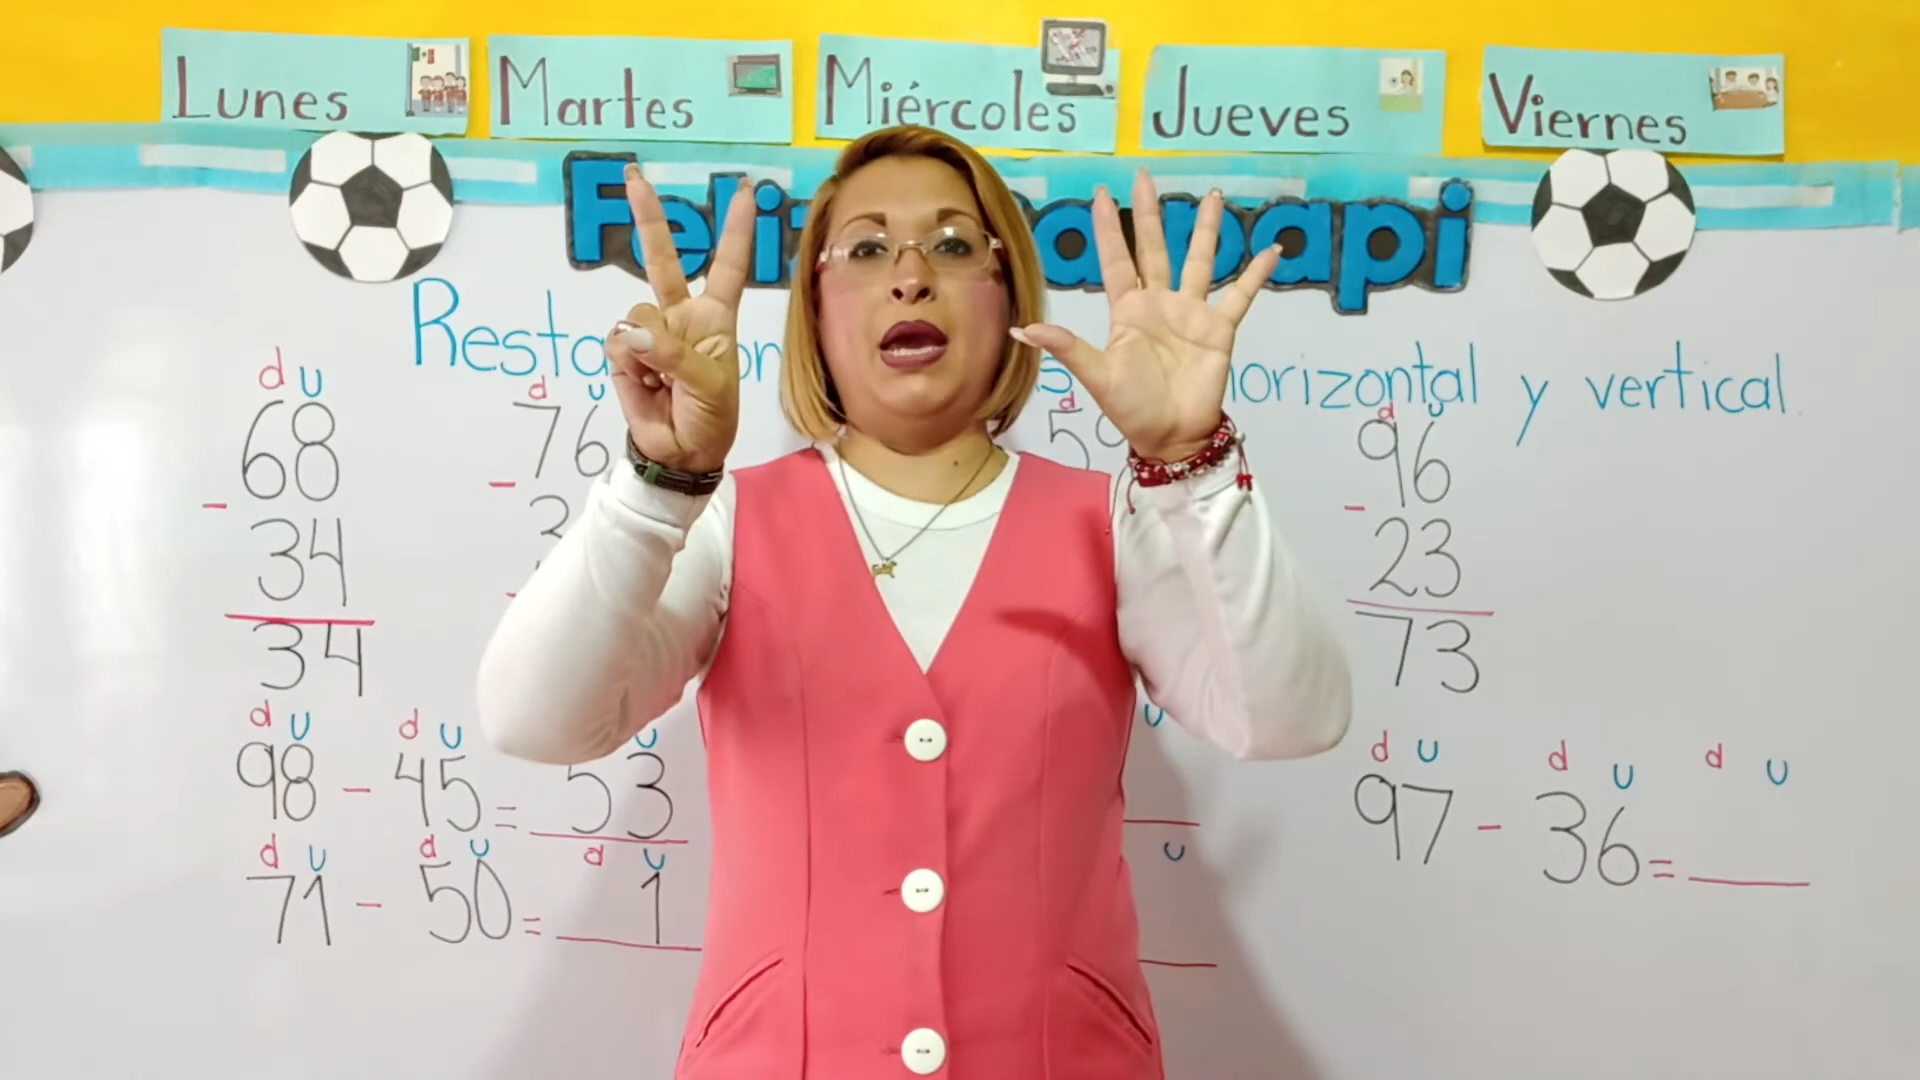 Lunes Martes Miércoles Jueves Viernes
papi
horizontal y vertical.
d u d u d d u
68 76 5 96
- - -
34 3 23
34 73
d u d u u u d u d u d u
98 - 45 = 53 97 - 36 =
d u d u d u u
71 - 50 = 1